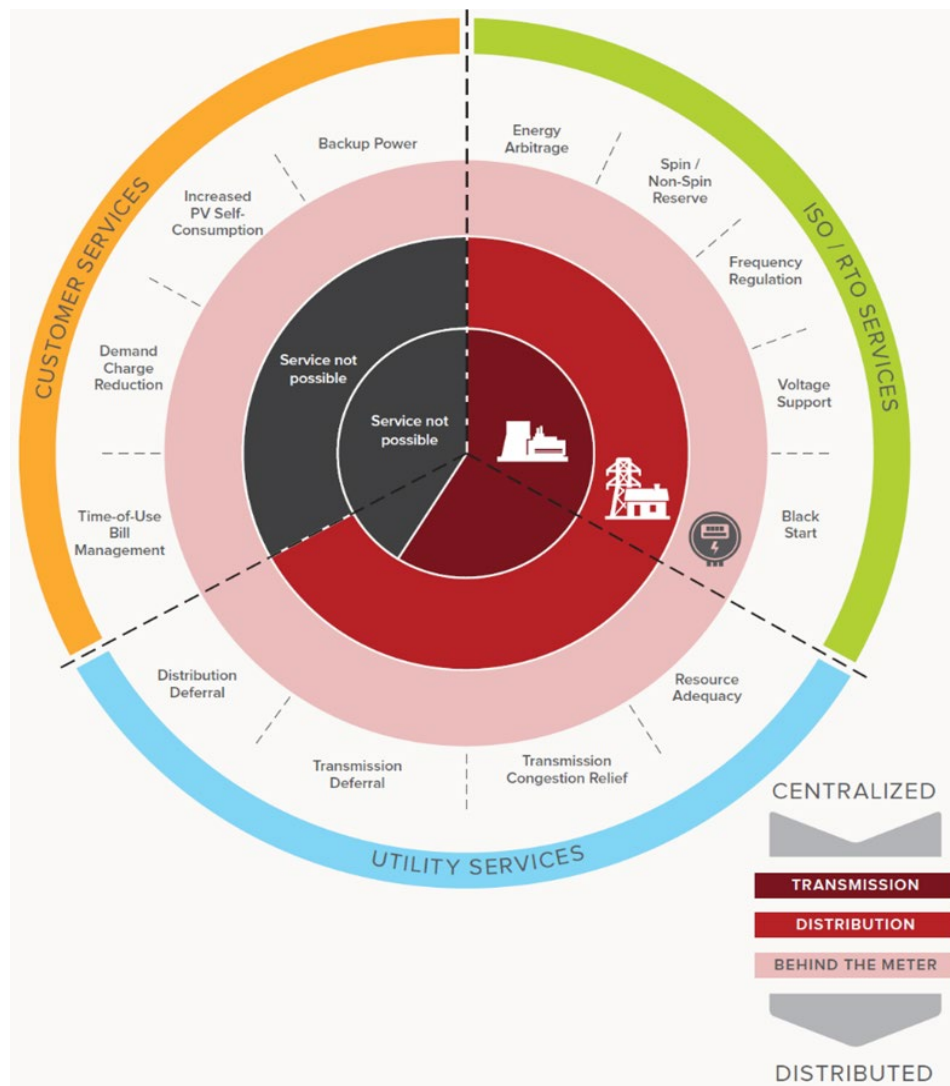 CUSTOMER SERVICES
ISO / RTO SERVICES
UTILITY SERVICES
Backup Power
Increased
PV Self-
Consumption
Demand
Charge
Reduction
Time-of-Use
Bill
Management
Energy
Arbitrage
Spin /
Non-Spin
Reserve
Frequency
Regulation
Voltage
Support
Black
Start
Resource
Adequacy
Transmission
Congestion Relief
Transmission
Deferral
Distribution
Deferral
Service not
possible
Service not
possible
CENTRALIZED
TRANSMISSION
DISTRIBUTION
BEHIND THE METER
DISTRIBUTED